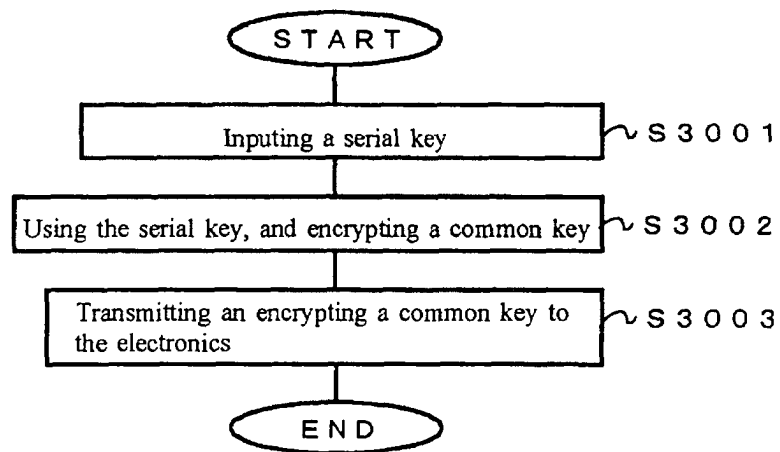 START
Inputing a serial key
S3001
Using the serial key, and encrypting a common key
S3002
Transmitting an encrypting a common key to
the electronics
S3003
END